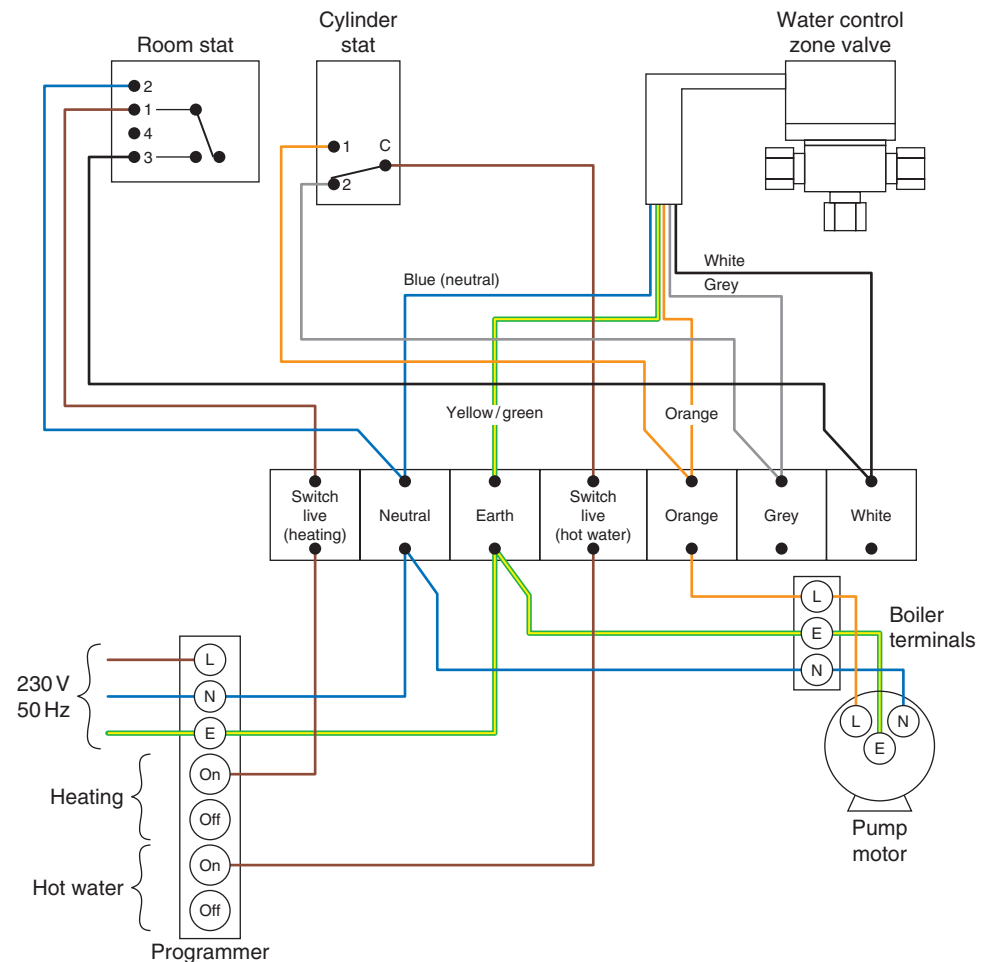 Cylinder
stat
Water control
zone valve
Room stat
2
1
4
3
1
C
2
White
Grey
Blue (neutral)
Yellow/green
Orange
Switch
live
(heating)
Neutral
Earth
Switch
live
(hot water)
Orange
Grey
White
L
E
N
Boiler
terminals
230 V
50 Hz
L
N
E
Heating
On
Off
Hot water
On
Off
Programmer
L
N
E
Pump
motor